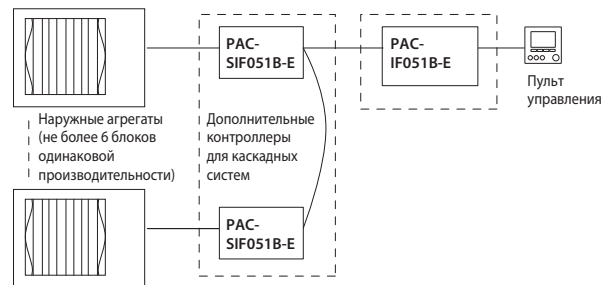 PAC-
SIF051B-E
PAC-
IF051B-E
Пульт
управления
Наружные агрегаты
(не более 6 блоков
одинаковой
производительности)
Дополнительные
контроллеры
для каскадных
систем
PAC-
SIF051B-E